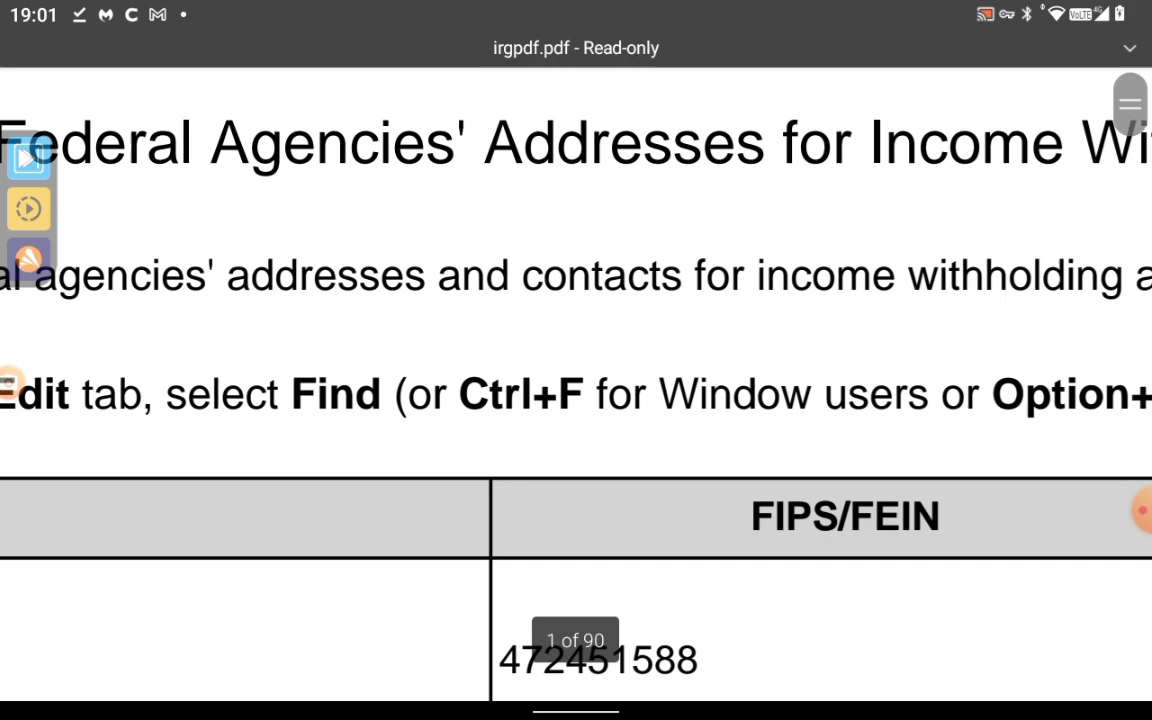 19:01
irgpdf.pdf - Read-only
Federal Agencies' Addresses for Income Wi
al agencies' addresses and contacts for income withholding a
Edit tab, select Find (or Ctrl+F for Window users or Option+
FIPS/FEIN
1 of 90
472451588